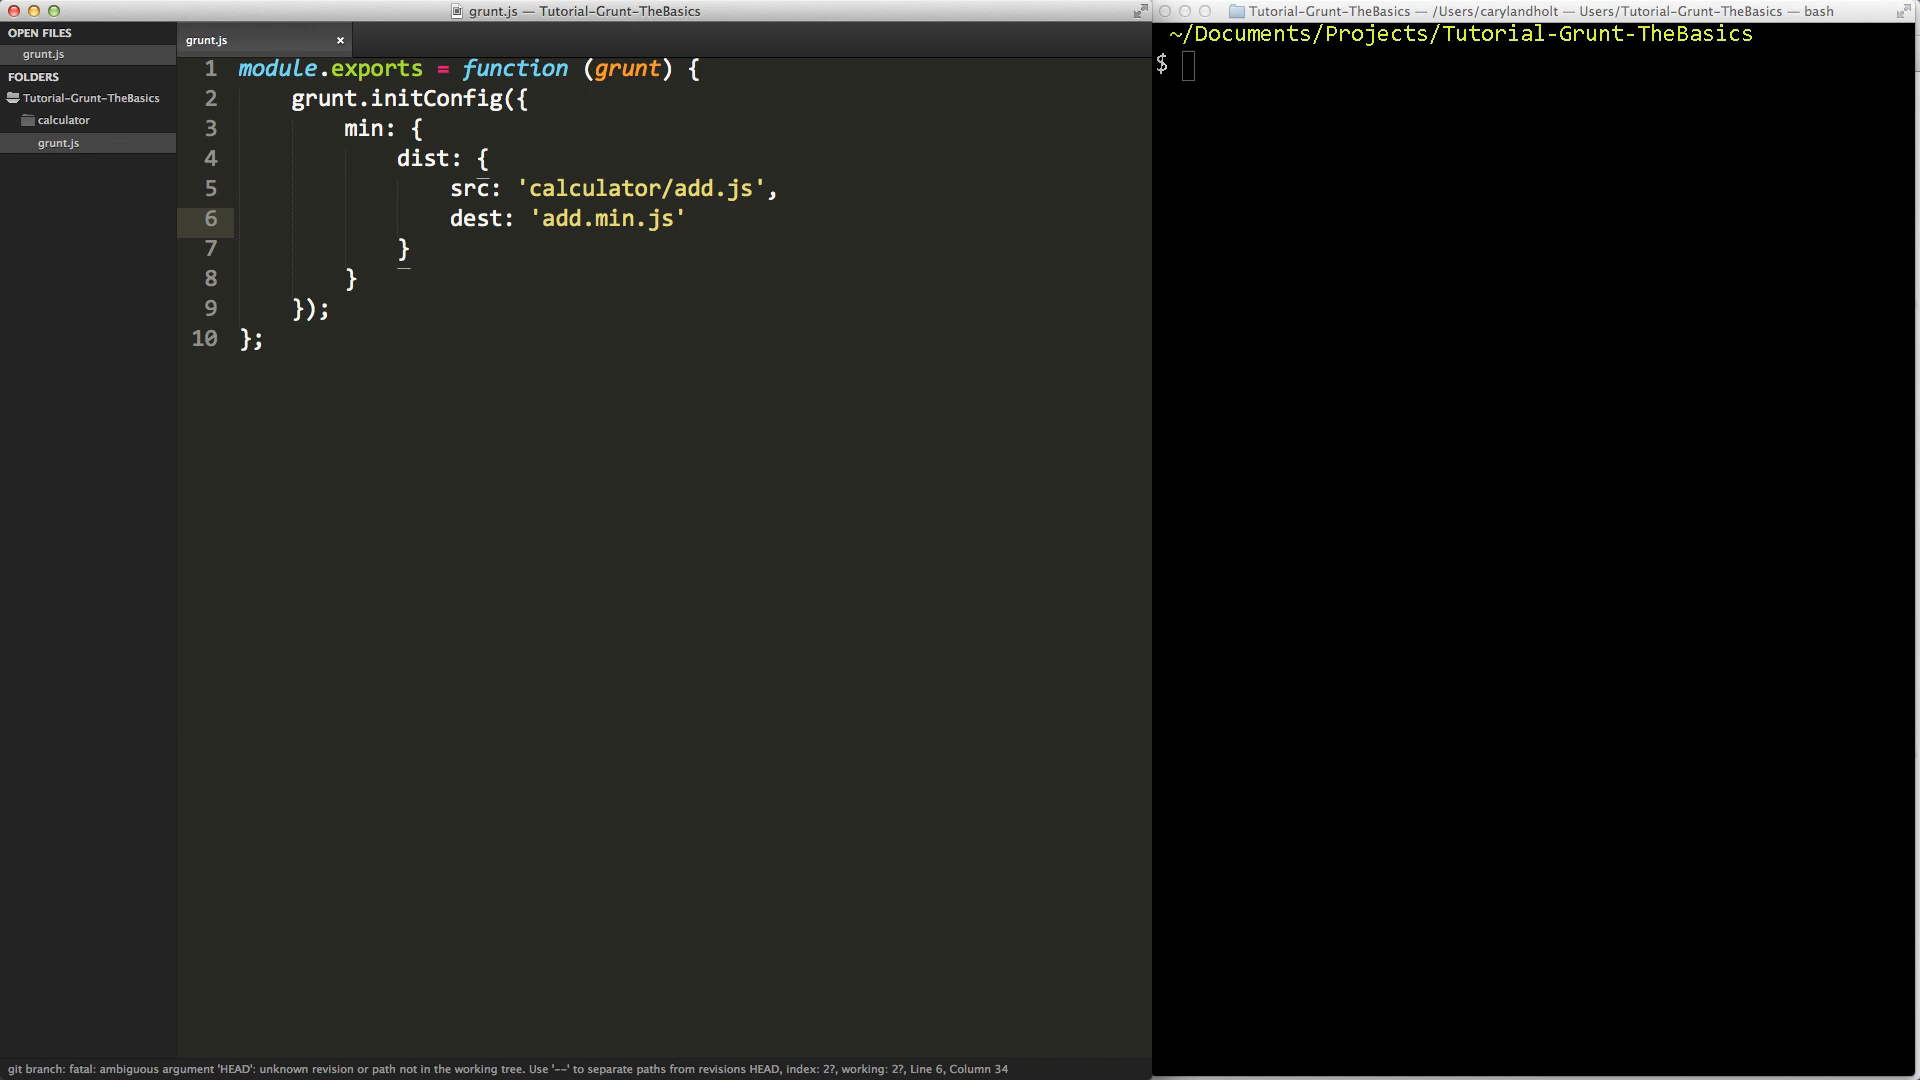 grunt.js — Tutorial-Grunt-TheBasics
OPEN FILES
grunt.js
FOLDERS
Tutorial-Grunt-TheBasics
calculator
grunt.js
grunt.js ×
1 module.exports = function (grunt) {
2 grunt.initConfig({
3 min: {
4 dist: {
5 src: 'calculator/add.js',
6 dest: 'add.min.js'
7 }
8 }
9 });
10 };
git branch: fatal: ambiguous argument 'HEAD': unknown revision or path not in the working tree. Use '--' to separate paths from revisions HEAD, index: 2?, working: 2?, Line 6, Column 34
Tutorial-Grunt-TheBasics — /Users/carylandholt — Users/Tutorial-Grunt-TheBasics — bash
~/Documents/Projects/Tutorial-Grunt-TheBasics
$